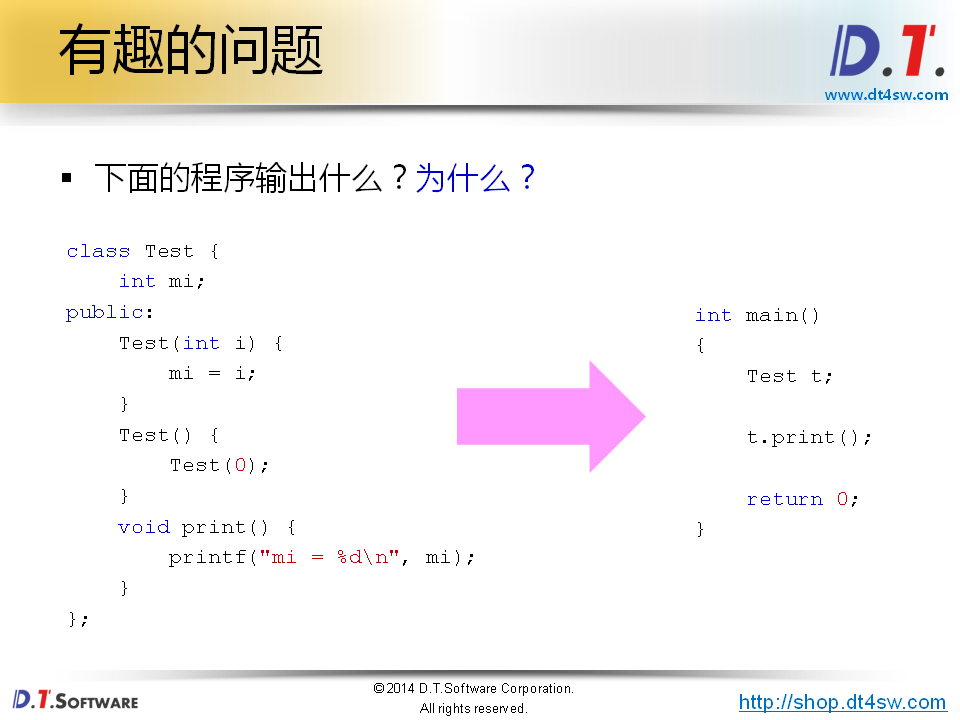 有趣的问题
D.T.
www.dt4sw.com
▪ 下面的程序输出什么？为什么？
class Test {
    int mi;
public:
    Test(int i) {
        mi = i;
    }
    Test() {
        Test(0);
    }
    void print() {
        printf("mi = %d\n", mi);
    }
};
int main()
{
    Test t;
    t.print();
    return 0;
}
D.T.SOFTWARE
©2014 D.T.Software Corporation.
All rights reserved.
http://shop.dt4sw.com